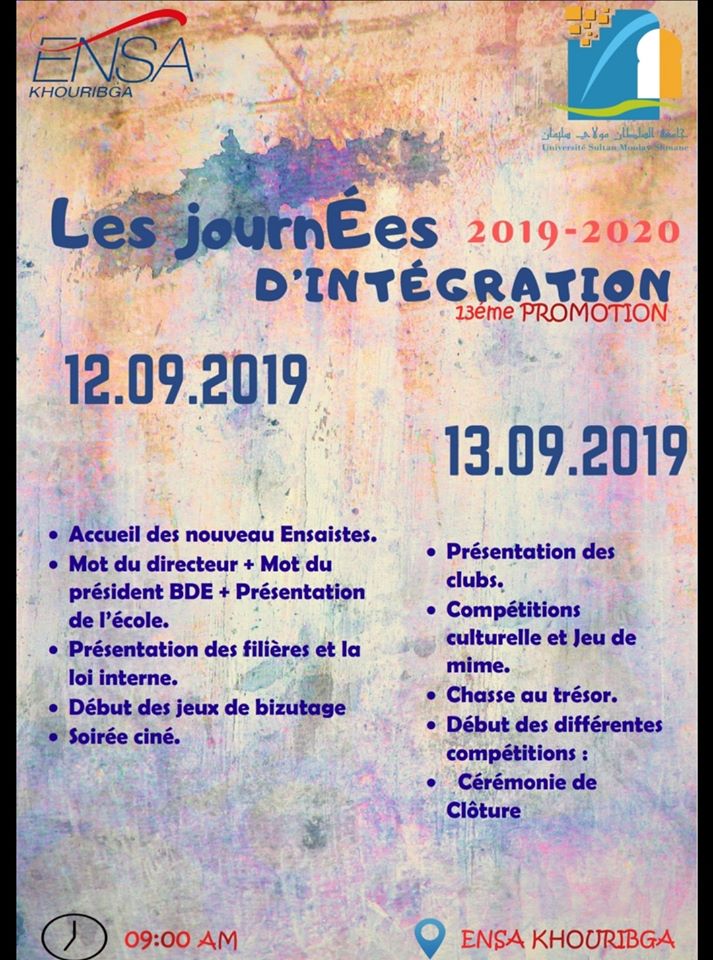 ENSA
KHOURIBGA
جامعة السلطان مولاي سليمان
Université Sultan Moulay Slimane
Les journÉes 2019-2020
D'INTÉGRATION
13éme PROMOTION
12.09.2019
• Accueil des nouveau Ensaistes.
• Mot du directeur + Mot du
président BDE + Présentation
de l'école.
• Présentation des filières et la
loi interne.
• Début des jeux de bizutage
• Soirée ciné.
13.09.2019
• Présentation des
clubs.
• Compétitions
culturelle et Jeu de
mime.
• Chasse au trésor.
• Début des différentes
compétitions :
• Cérémonie de
Clôture
09:00 AM
ENSA KHOURIBGA